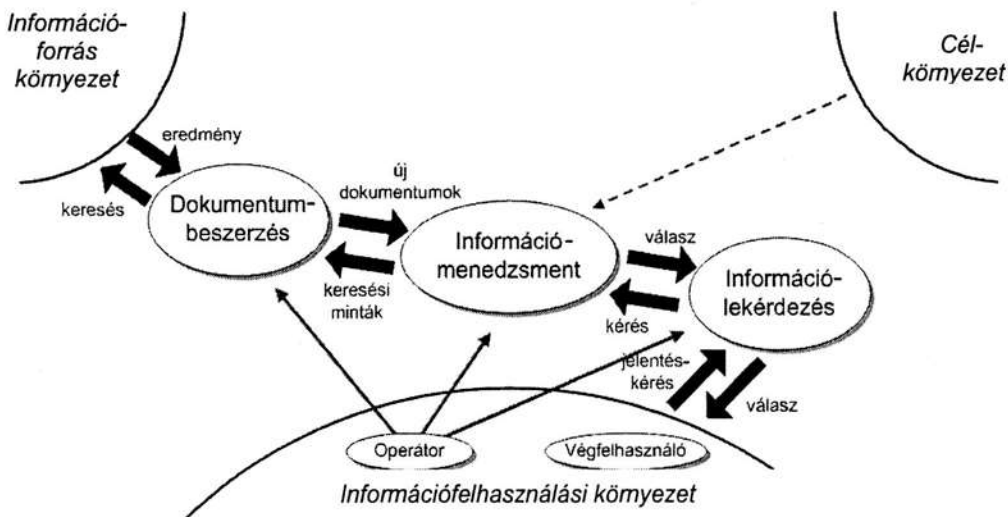 Információ-
forrás
környezet
Cél-
környezet
eredmény
keresés
Dokumentum-
beszerzés
új
dokumentumok
keresési
minták
Információ-
menedzsment
válasz
kérés
Információ-
lekérdezés
jelentés-
kérés
válasz
Operátor
Végfelhasználó
Információfelhasználási környezet